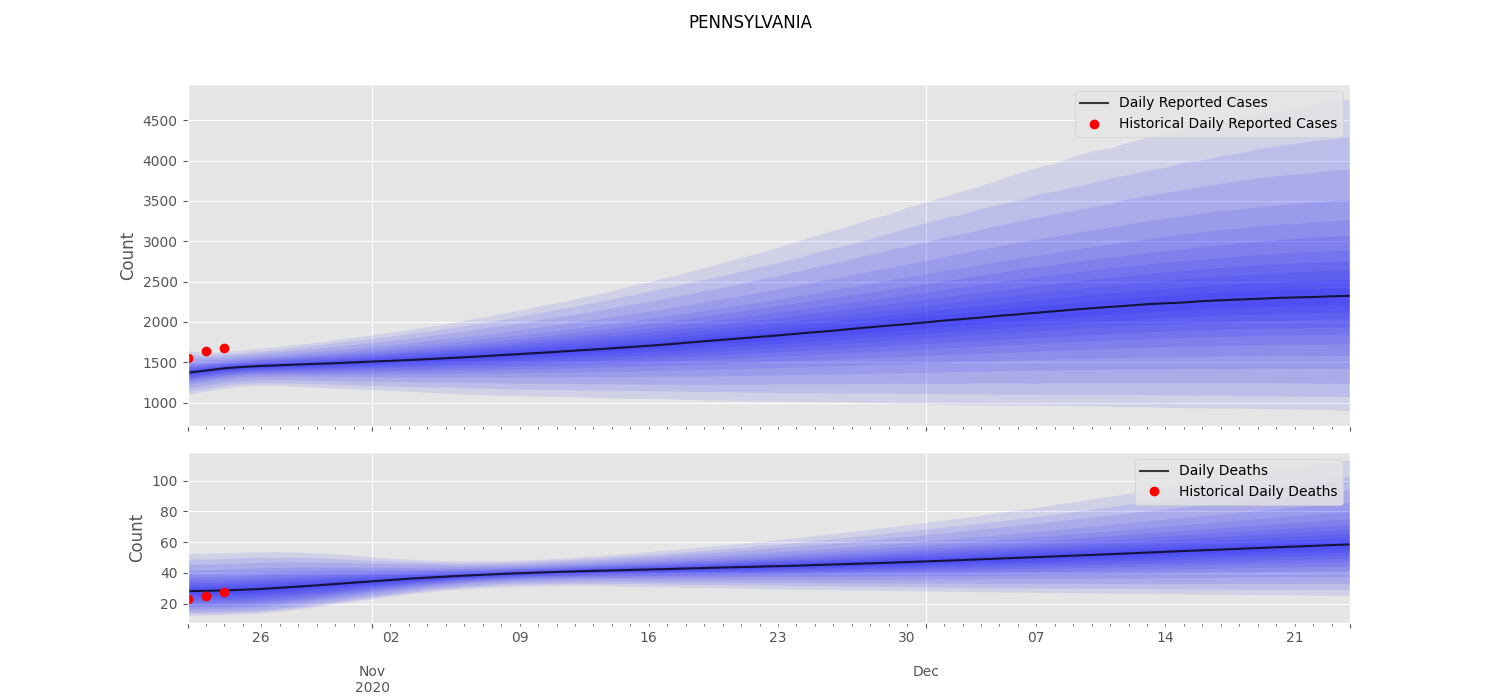 PENNSYLVANIA
Daily Reported Cases
Historical Daily Reported Cases
4500
4000
3500
3000
2500
2000
1500
1000
Count
Daily Deaths
Historical Daily Deaths
100
80
60
40
20
Count
26 02 09 16 23 30 07 14 21
Nov Dec
2020